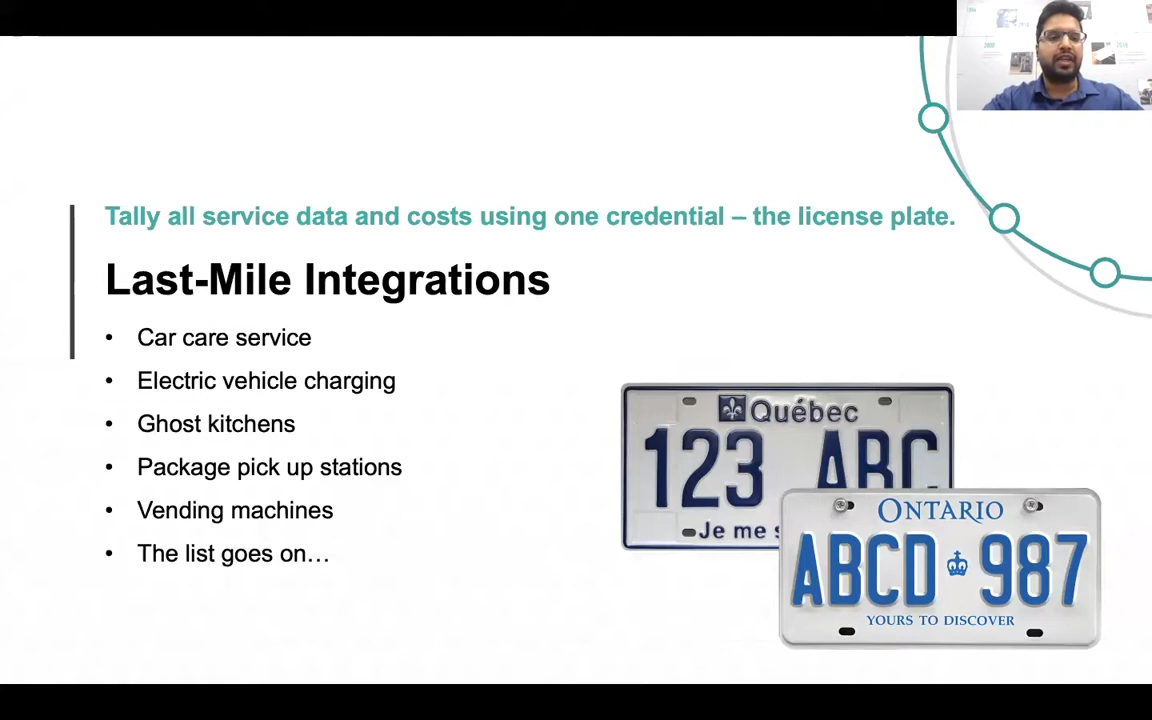 Tally all service data and costs using one credential – the license plate.
Last-Mile Integrations
• Car care service
• Electric vehicle charging
• Ghost kitchens
• Package pick up stations
• Vending machines
• The list goes on…
Québec
123 ABC
Je me
ONTARIO
ABCD 987
YOURS TO DISCOVER